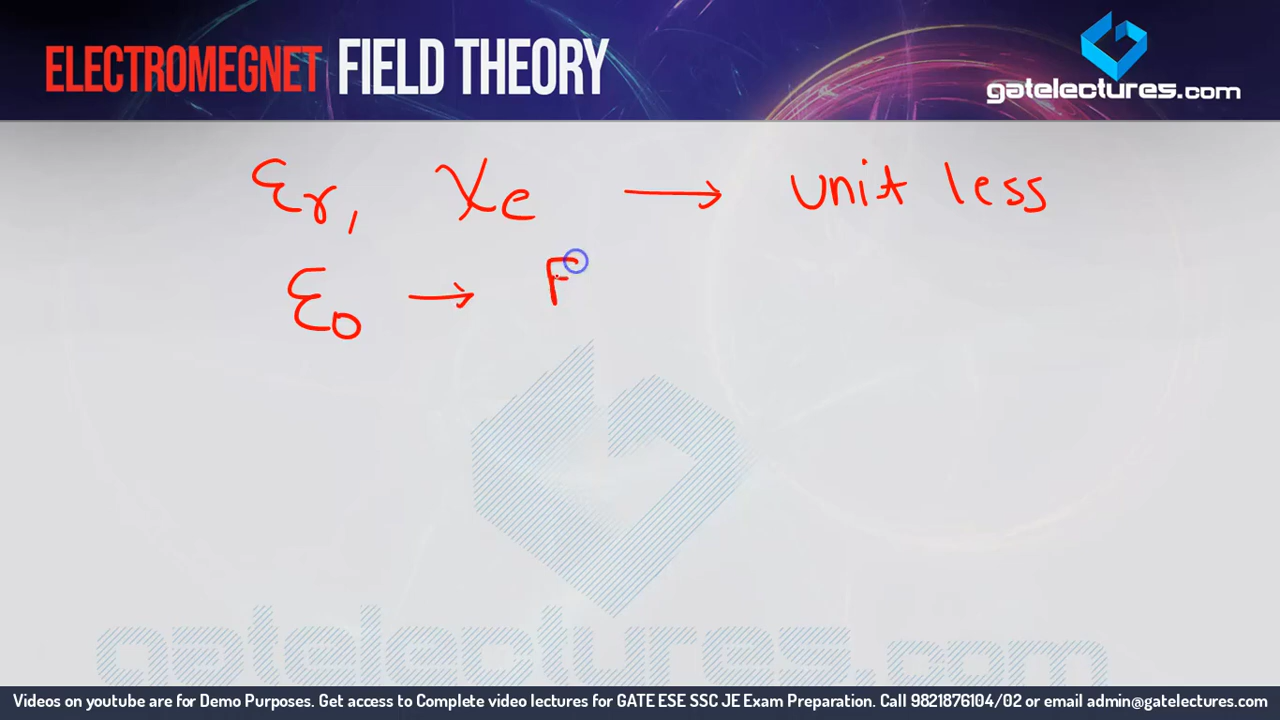 ELECTROMEGNET FIELD THEORY
gatelectures.com
εr, χe → unit less
ε0 → F
gatelectures.com
Videos on youtube are for Demo Purposes. Get access to Complete video lectures for GATE ESE SSC JE Exam Preparation. Call 9821876104/02 or email admin@gatelectures.com